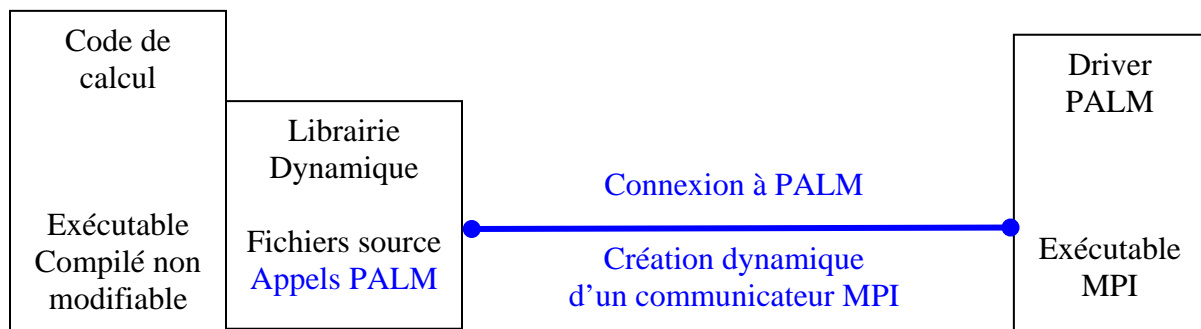 Code de
calcul
Exécutable
Compilé non
modifiable
Librairie
Dynamique
Fichiers source
Appels PALM
Connexion à PALM
Création dynamique
d’un communicateur MPI
Driver
PALM
Exécutable
MPI